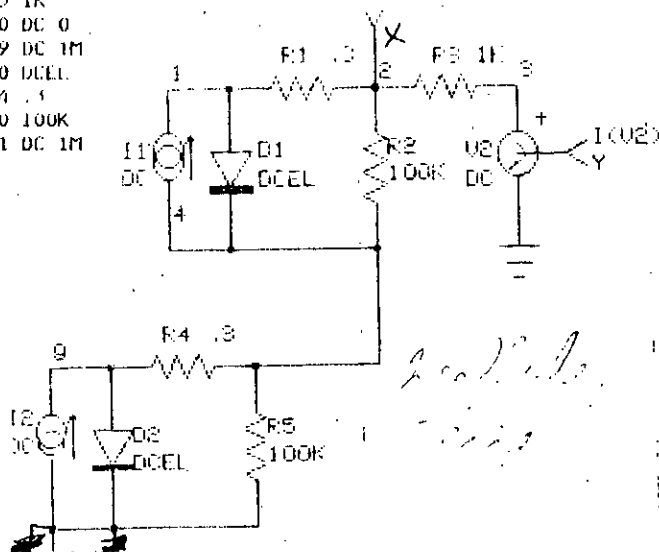 1K
0 DC 0
9 DC 1M
0 DCEL
4 .3
0 100K
1 DC 1M
X
1
R1 .3
2
R3 1K
3
+
I1
DC
D1
DCEL
R2
100K
V2
DC
I(V2)
Y
4
R4 .3
9
I2
DC
D2
DCEL
R5
100K